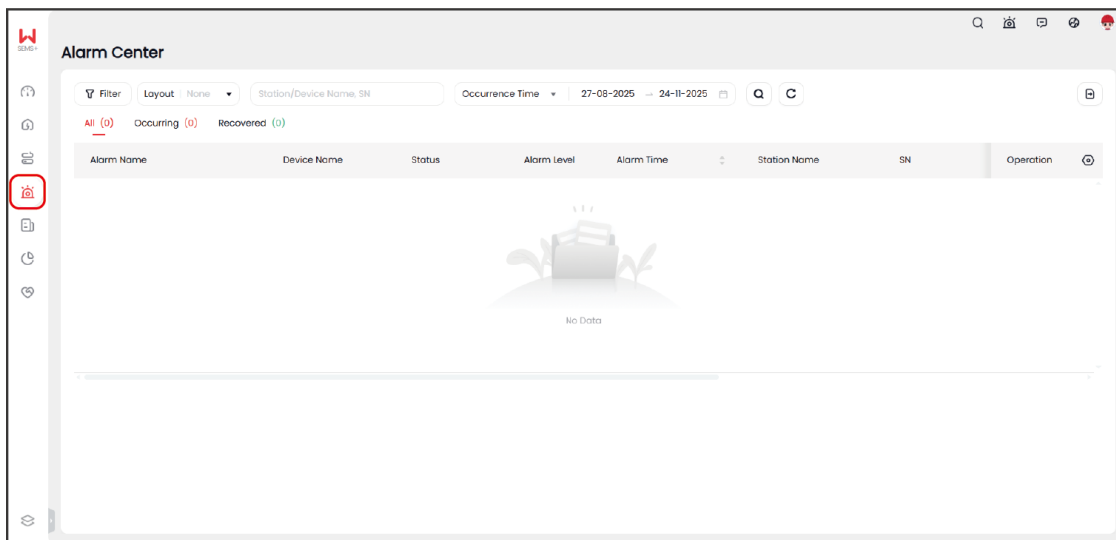 SEMS+
Alarm Center
Filter Layout None Station/Device Name, SN Occurrence Time 27-08-2025 → 24-11-2025
All (0) Occurring (0) Recovered (0)
Alarm Name Device Name Status Alarm Level Alarm Time Station Name SN Operation
No Data